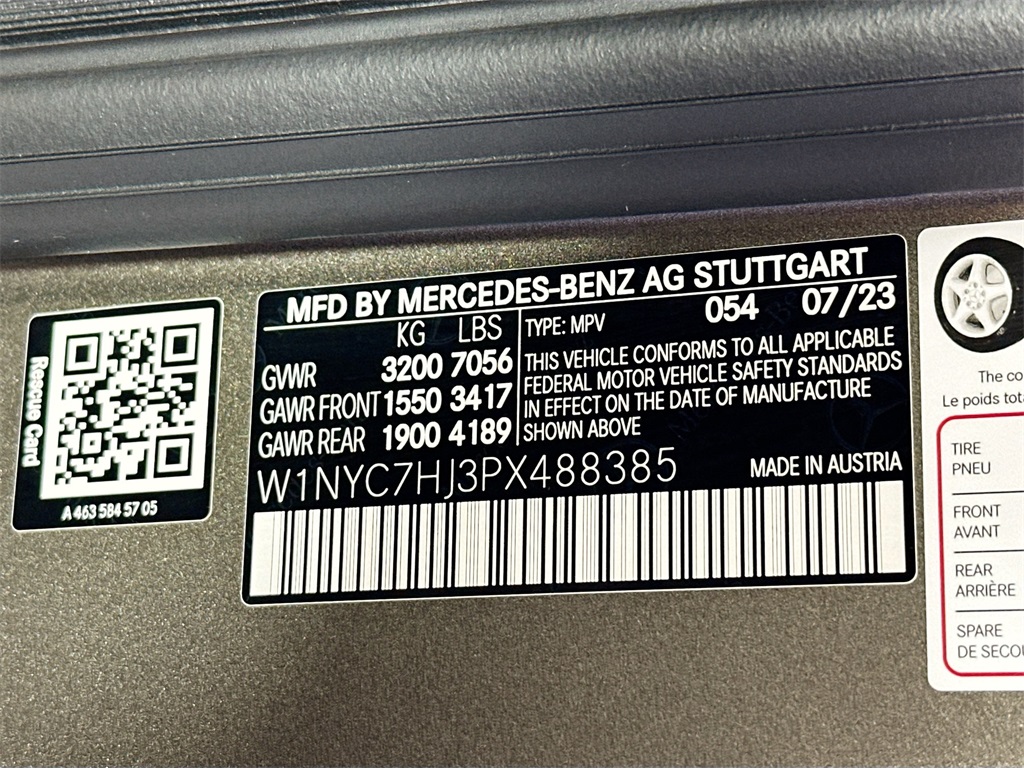 Rescue Card
A 463 584 57 05
MFD BY MERCEDES-BENZ AG STUTTGART
KG LBS
054 07/23
TYPE: MPV
GVWR 3200 7056
GAWR FRONT 1550 3417
GAWR REAR 1900 4189
THIS VEHICLE CONFORMS TO ALL APPLICABLE
FEDERAL MOTOR VEHICLE SAFETY STANDARDS
IN EFFECT ON THE DATE OF MANUFACTURE
SHOWN ABOVE
W1NYC7HJ3PX488385
MADE IN AUSTRIA
The co
Le poids tota
TIRE
PNEU
FRONT
AVANT
REAR
ARRIÈRE
SPARE
DE SECOU